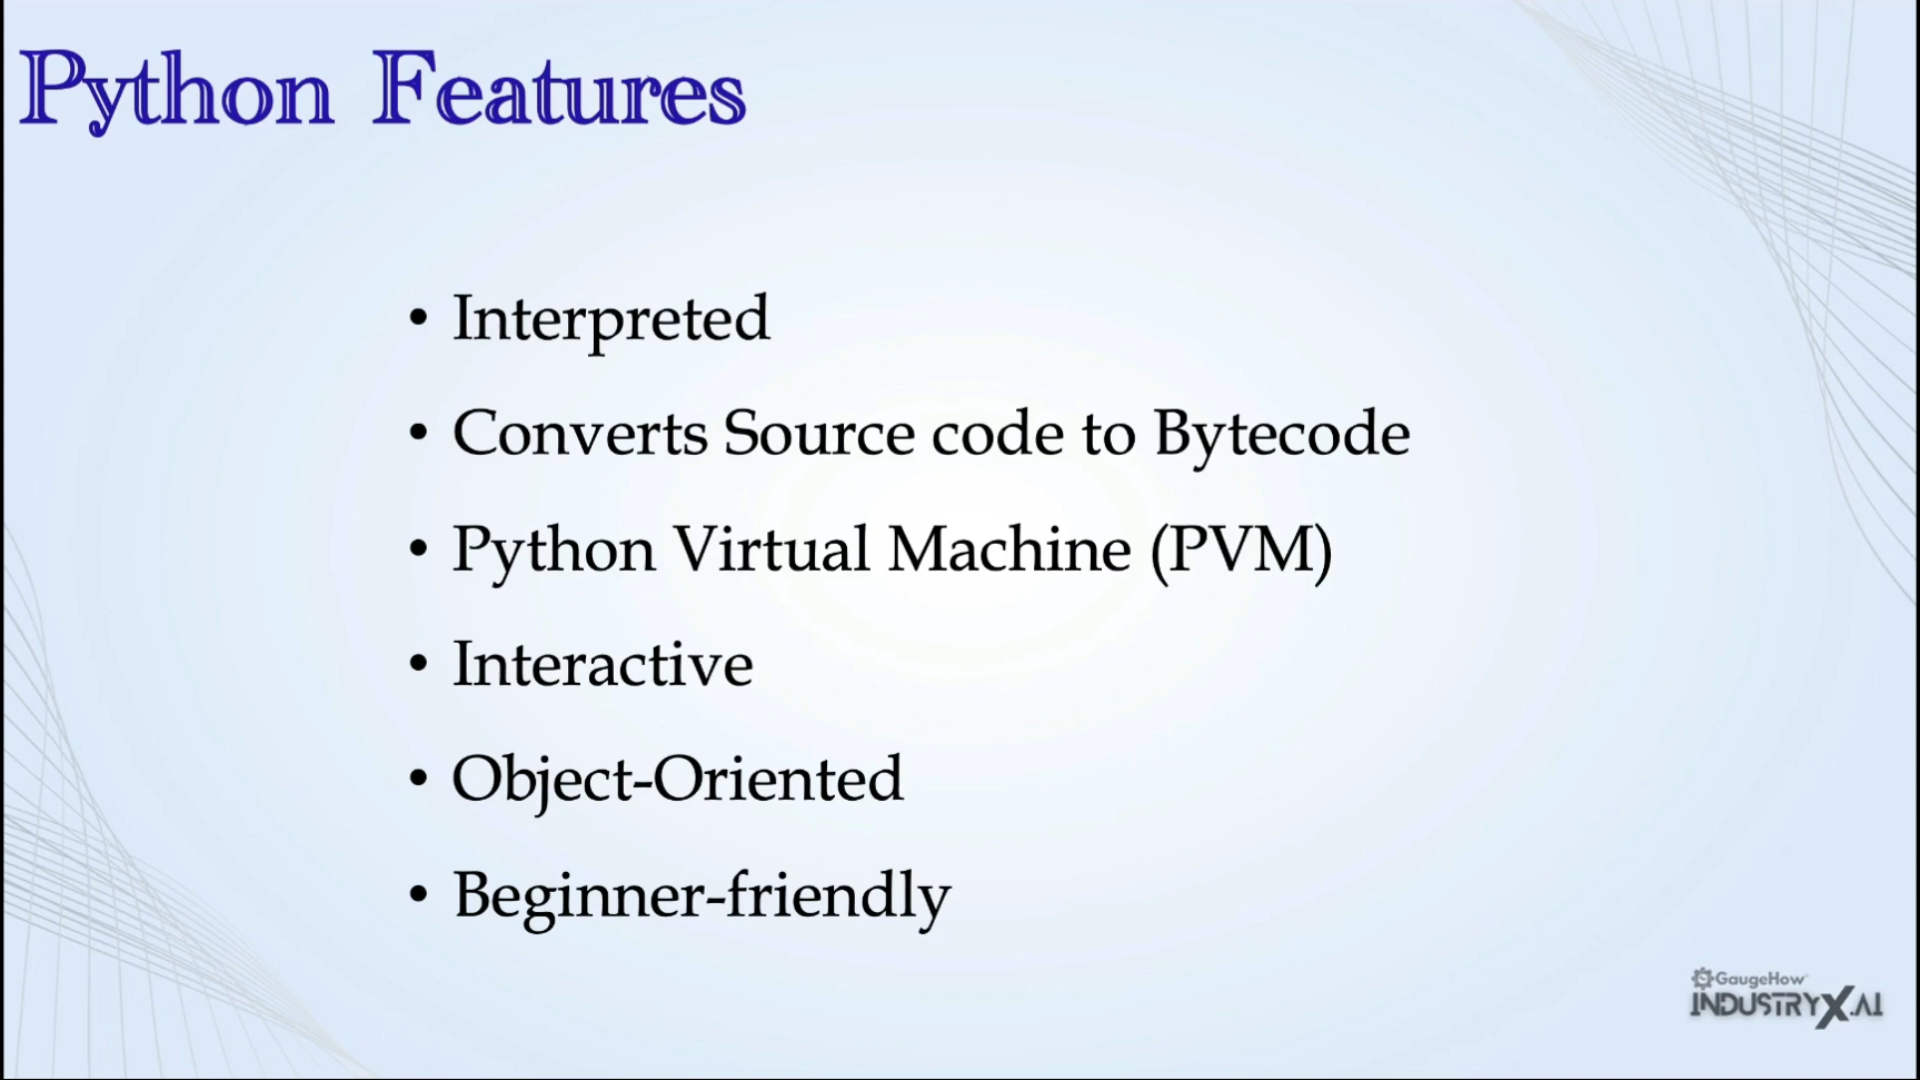 Python Features
• Interpreted
• Converts Source code to Bytecode
• Python Virtual Machine (PVM)
• Interactive
• Object-Oriented
• Beginner-friendly
GaugeHow
INDUSTRYX.AI